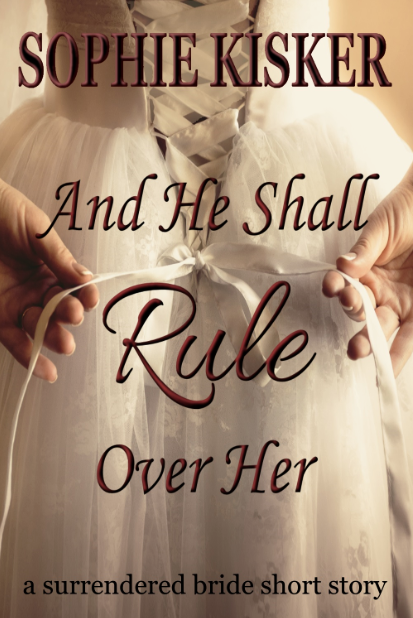 SOPHIE KISKER
And He Shall
Rule
Over Her
a surrendered bride short story